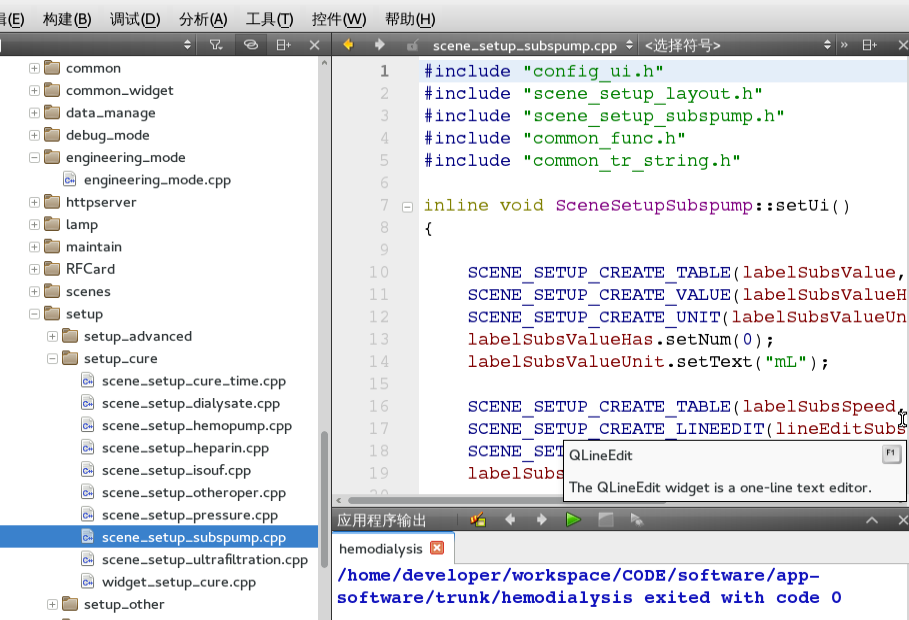 辑(E) 构建(B) 调试(D) 分析(A) 工具(T) 控件(W) 帮助(H)
scene_setup_subspump.cpp <选择符号> »
common
common_widget
data_manage
debug_mode
engineering_mode
engineering_mode.cpp
httpserver
lamp
maintain
RFCard
scenes
setup
setup_advanced
setup_cure
scene_setup_cure_time.cpp
scene_setup_dialysate.cpp
scene_setup_hemopump.cpp
scene_setup_heparin.cpp
scene_setup_isouf.cpp
scene_setup_otheroper.cpp
scene_setup_pressure.cpp
scene_setup_subspump.cpp
scene_setup_ultrafiltration.cpp
widget_setup_cure.cpp
setup_other
1 #include "config_ui.h"
2 #include "scene_setup_layout.h"
3 #include "scene_setup_subspump.h"
4 #include "common_func.h"
5 #include "common_tr_string.h"
6
7 inline void SceneSetupSubspump::setUi()
8 {
9
10 SCENE_SETUP_CREATE_TABLE(labelSubsValue,
11 SCENE_SETUP_CREATE_VALUE(labelSubsValueH
12 SCENE_SETUP_CREATE_UNIT(labelSubsValueUn
13 labelSubsValueHas.setNum(0);
14 labelSubsValueUnit.setText("mL");
15
16 SCENE_SETUP_CREATE_TABLE(labelSubsSpeed,
17 SCENE_SETUP_CREATE_LINEEDIT(lineEditSubs
18 SCENE_SET
19 labelSubs
20
QLineEdit F1
The QLineEdit widget is a one-line text editor.
应用程序输出
hemodialysis
/home/developer/workspace/CODE/software/app-
software/trunk/hemodialysis exited with code 0